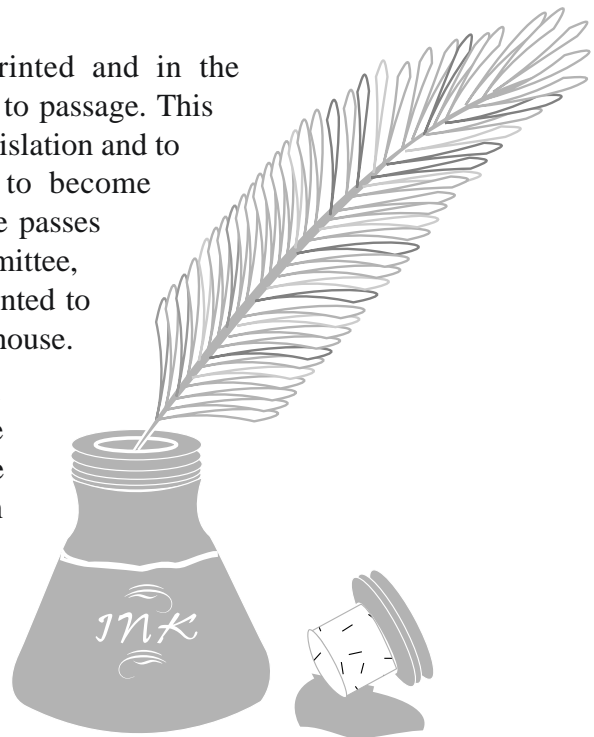 rinted and in the
to passage. This
islation and to
to become
e passes
mittee,
nted to
house.
e
e
n
INK